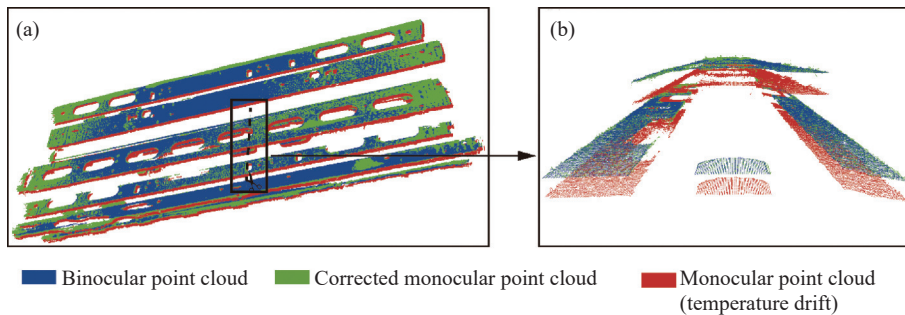 (a)
(b)
Binocular point cloud
Corrected monocular point cloud
Monocular point cloud
(temperature drift)